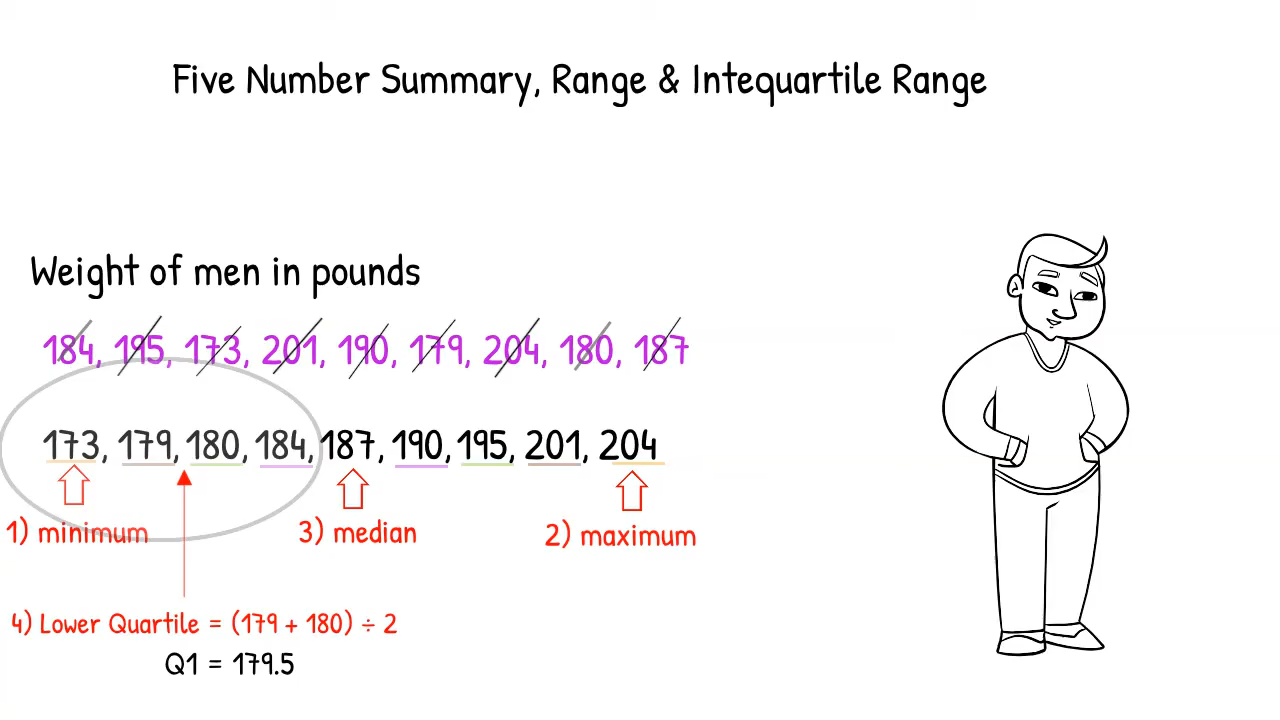 Five Number Summary, Range & Intequartile Range
Weight of men in pounds
184, 195, 173, 201, 190, 179, 204, 180, 187
173, 179, 180, 184, 187, 190, 195, 201, 204
1) minimum
3) median
2) maximum
4) Lower Quartile = (179 + 180) ÷ 2
Q1 = 179.5